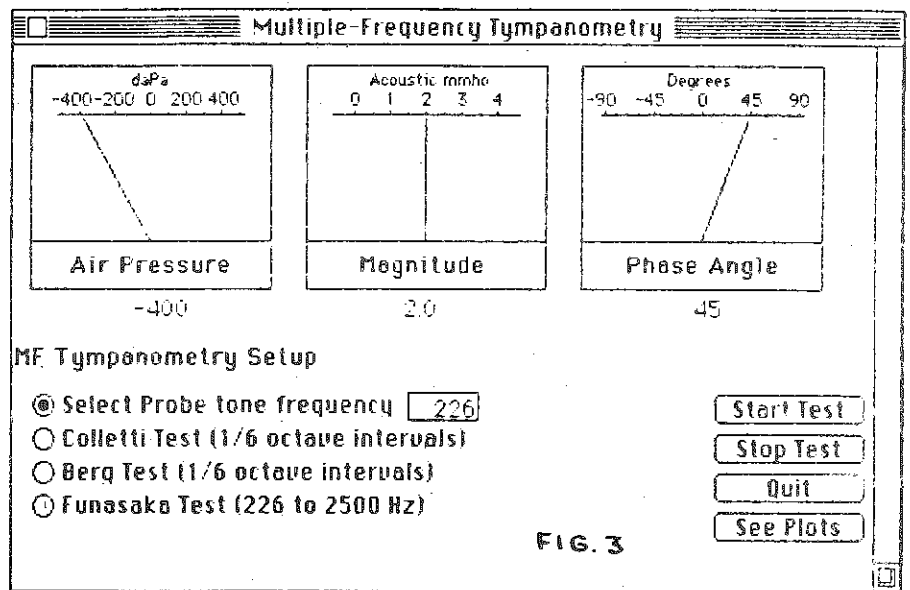 Multiple-Frequency Tympanometry
daPa
-400-200 0 200 400
Acoustic mmho
0 1 2 3 4
Degrees
-90 -45 0 45 90
Air Pressure
Magnitude
Phase Angle
-400
2.0
45
MF Tympanometry Setup
Select Probe tone frequency 226
Colletti Test (1/6 octave intervals)
Berg Test (1/6 octave intervals)
Funasaka Test (226 to 2500 Hz)
Start Test
Stop Test
Quit
See Plots
FIG. 3